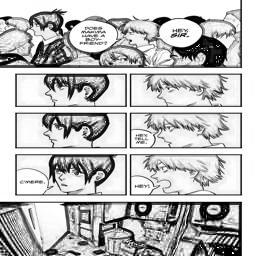 DOES
MAKIMA
HAVE A
BOY-
FRIEND?
HEY,
SIR.
HEY,
TELL
ME.
C'MERE.
HEY!